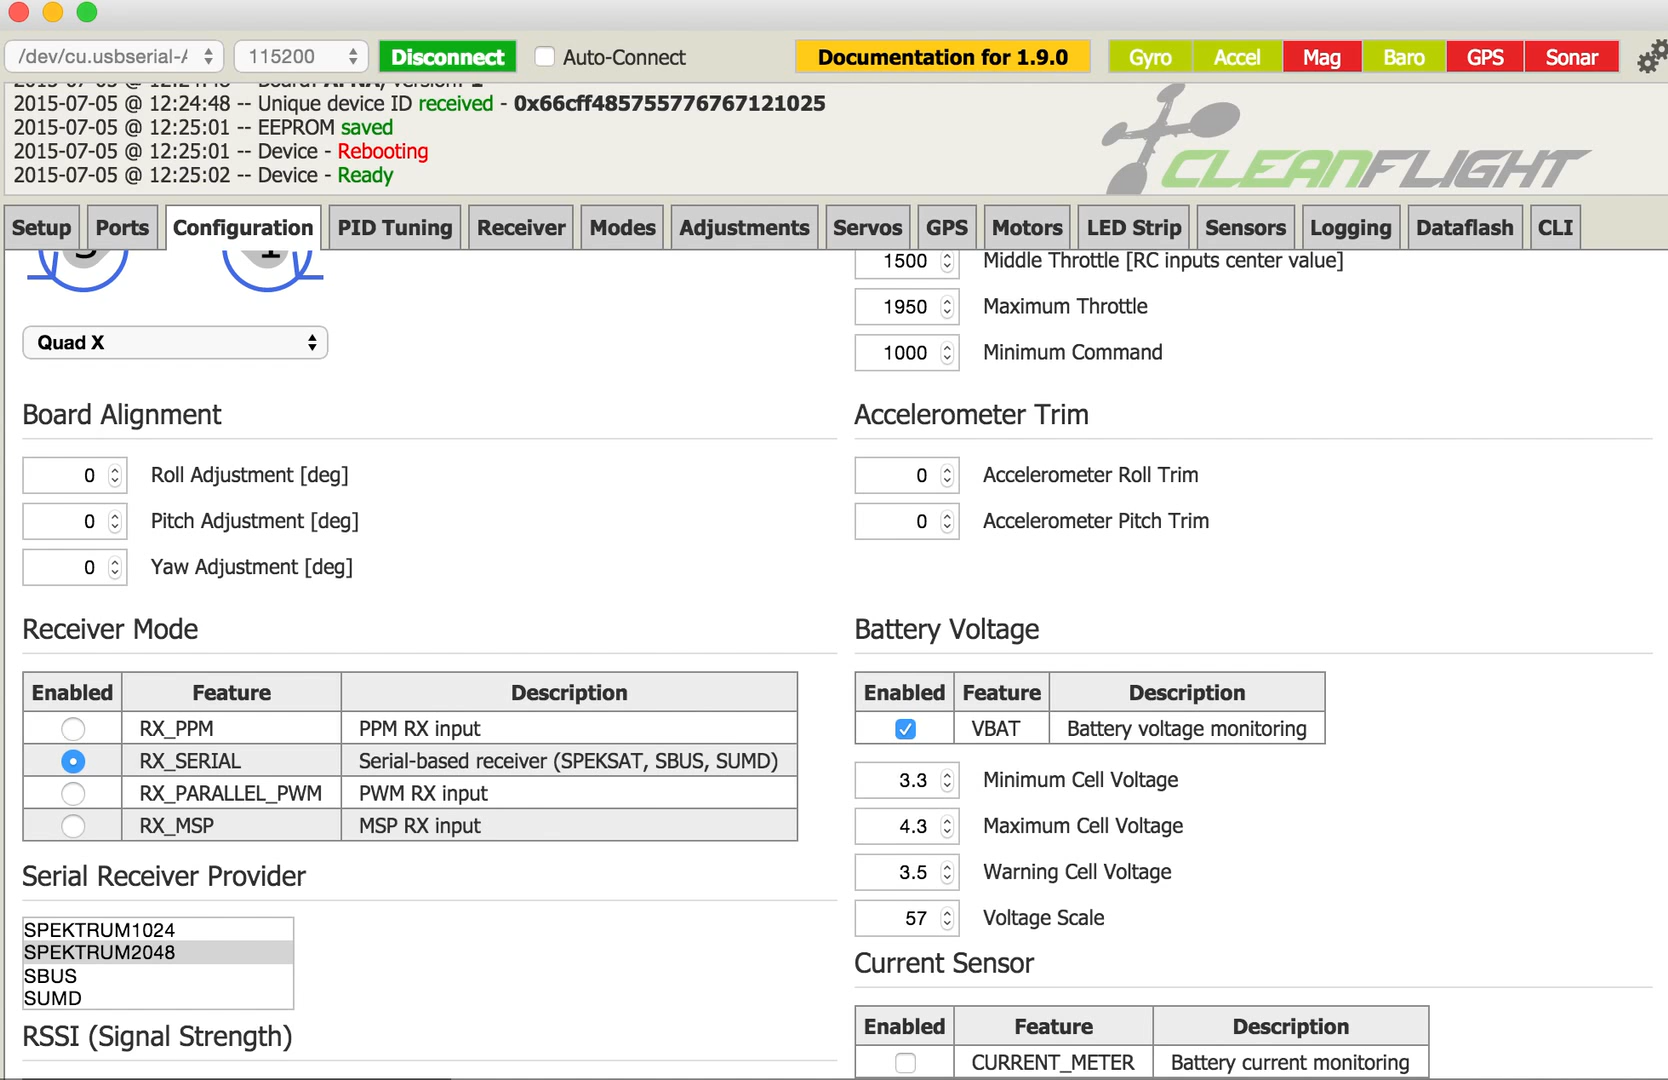 /dev/cu.usbserial-A
115200
Disconnect
Auto-Connect
Documentation for 1.9.0
Gyro
Accel
Mag
Baro
GPS
Sonar
2015-07-05 @ 12:24:48 -- Unique device ID received - 0x66cff485755776767121025
2015-07-05 @ 12:25:01 -- EEPROM saved
2015-07-05 @ 12:25:01 -- Device - Rebooting
2015-07-05 @ 12:25:02 -- Device - Ready
CLEANFLIGHT
Setup
Ports
Configuration
PID Tuning
Receiver
Modes
Adjustments
Servos
GPS
Motors
LED Strip
Sensors
Logging
Dataflash
CLI
Quad X
1500 Middle Throttle [RC inputs center value]
1950 Maximum Throttle
1000 Minimum Command
Board Alignment
0 Roll Adjustment [deg]
0 Pitch Adjustment [deg]
0 Yaw Adjustment [deg]
Accelerometer Trim
0 Accelerometer Roll Trim
0 Accelerometer Pitch Trim
Receiver Mode
Enabled Feature Description
RX_PPM PPM RX input
RX_SERIAL Serial-based receiver (SPEKSAT, SBUS, SUMD)
RX_PARALLEL_PWM PWM RX input
RX_MSP MSP RX input
Serial Receiver Provider
SPEKTRUM1024
SPEKTRUM2048
SBUS
SUMD
RSSI (Signal Strength)
Battery Voltage
Enabled Feature Description
VBAT Battery voltage monitoring
3.3 Minimum Cell Voltage
4.3 Maximum Cell Voltage
3.5 Warning Cell Voltage
57 Voltage Scale
Current Sensor
Enabled Feature Description
CURRENT_METER Battery current monitoring